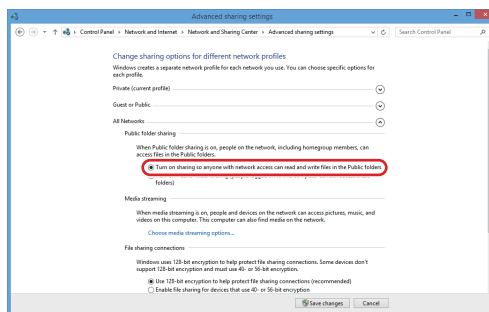 Advanced sharing settings
Control Panel ▸ Network and Internet ▸ Network and Sharing Center ▸ Advanced sharing settings
Search Control Panel
Change sharing options for different network profiles
Windows creates a separate network profile for each network you use. You can choose specific options for
each profile.
Private (current profile)
Guest or Public
All Networks
Public folder sharing
When Public folder sharing is on, people on the network, including homegroup members, can
access files in the Public folders.
Turn on sharing so anyone with network access can read and write files in the Public folders
folders)
Media streaming
When media streaming is on, people and devices on the network can access pictures, music, and
videos on this computer. This computer can also find media on the network.
Choose media streaming options...
File sharing connections
Windows uses 128-bit encryption to help protect file sharing connections. Some devices don't
support 128-bit encryption and must use 40- or 56-bit encryption.
Use 128-bit encryption to help protect file sharing connections (recommended)
Enable file sharing for devices that use 40- or 56-bit encryption
Save changes
Cancel